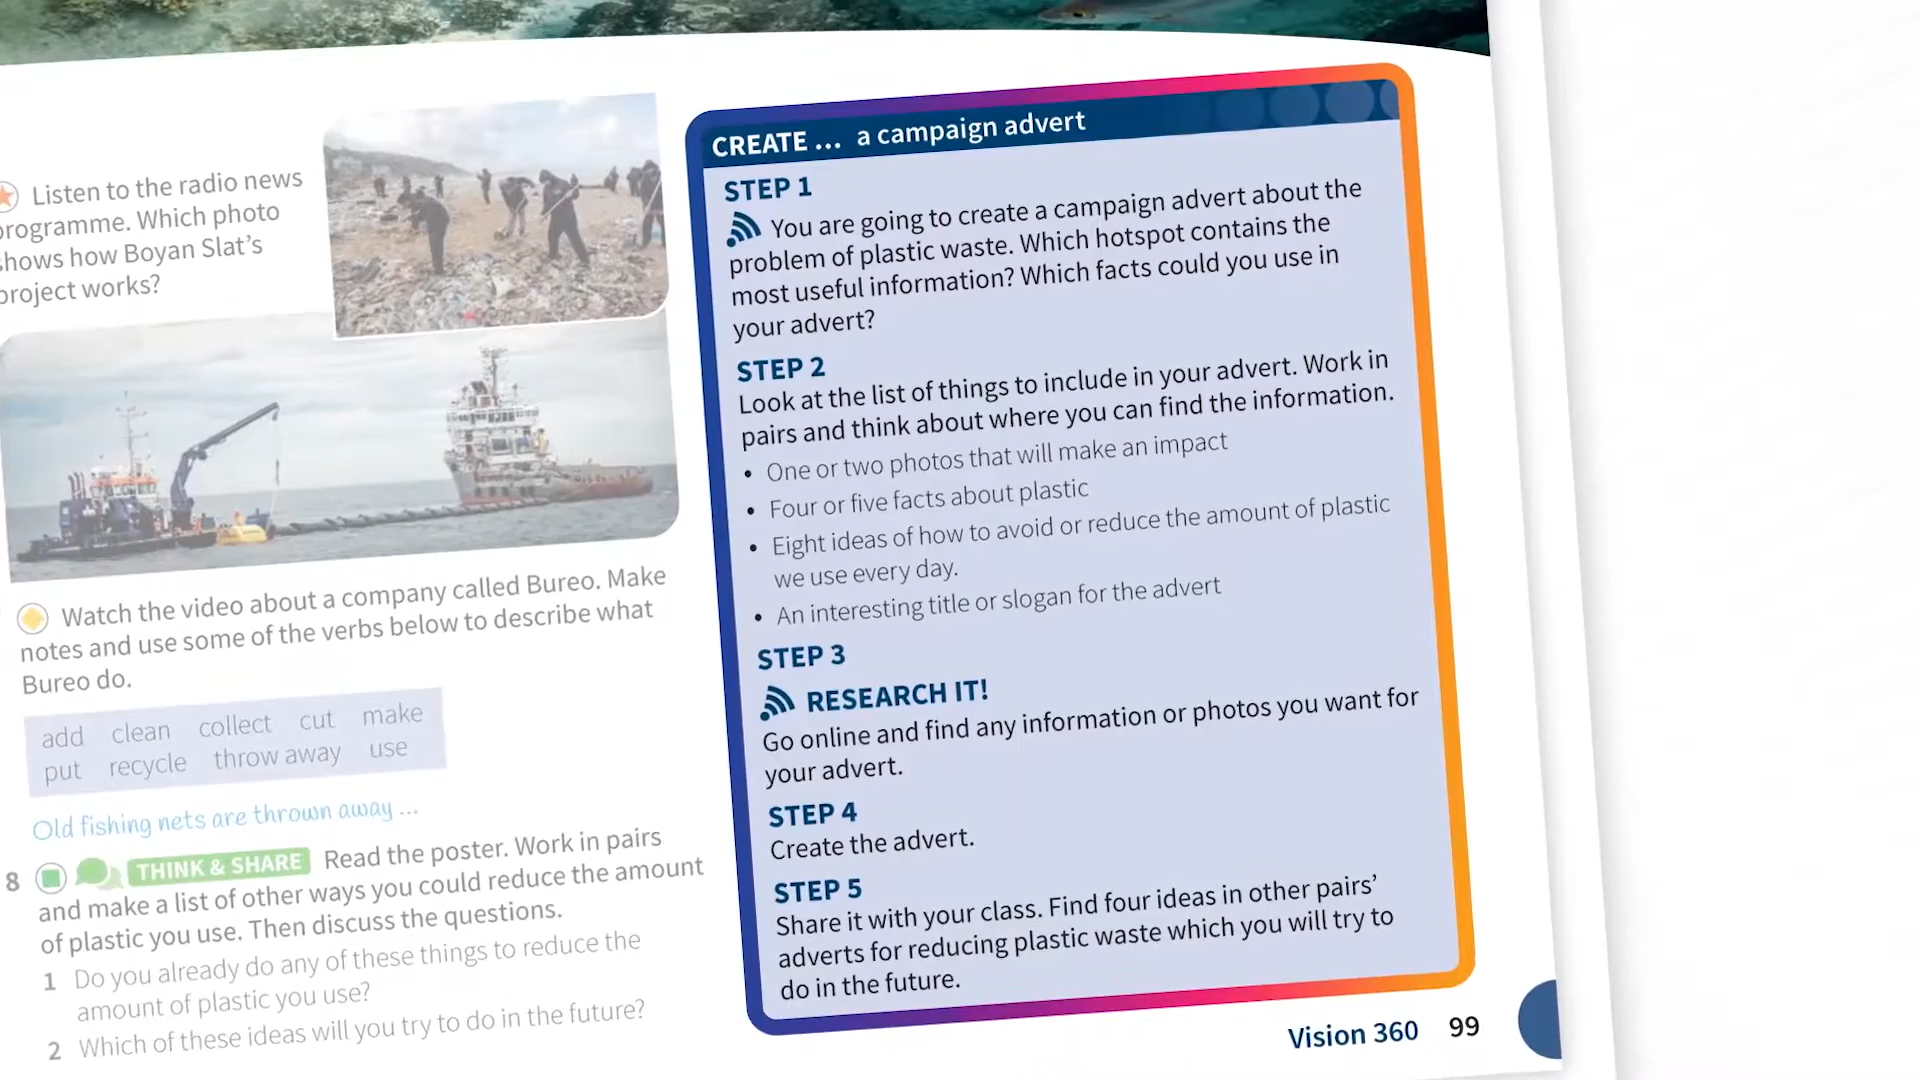 Listen to the radio news
programme. Which photo
shows how Boyan Slat's
project works?
Watch the video about a company called Bureo. Make
notes and use some of the verbs below to describe what
Bureo do.
add clean collect cut make
put recycle throw away use
Old fishing nets are thrown away ...
8 THINK & SHARE Read the poster. Work in pairs
and make a list of other ways you could reduce the amount
of plastic you use. Then discuss the questions.
1 Do you already do any of these things to reduce the
amount of plastic you use?
2 Which of these ideas will you try to do in the future?
CREATE ... a campaign advert
STEP 1
You are going to create a campaign advert about the
problem of plastic waste. Which hotspot contains the
most useful information? Which facts could you use in
your advert?
STEP 2
Look at the list of things to include in your advert. Work in
pairs and think about where you can find the information.
• One or two photos that will make an impact
• Four or five facts about plastic
• Eight ideas of how to avoid or reduce the amount of plastic
we use every day.
• An interesting title or slogan for the advert
STEP 3
RESEARCH IT!
Go online and find any information or photos you want for
your advert.
STEP 4
Create the advert.
STEP 5
Share it with your class. Find four ideas in other pairs'
adverts for reducing plastic waste which you will try to
do in the future.
Vision 360 99